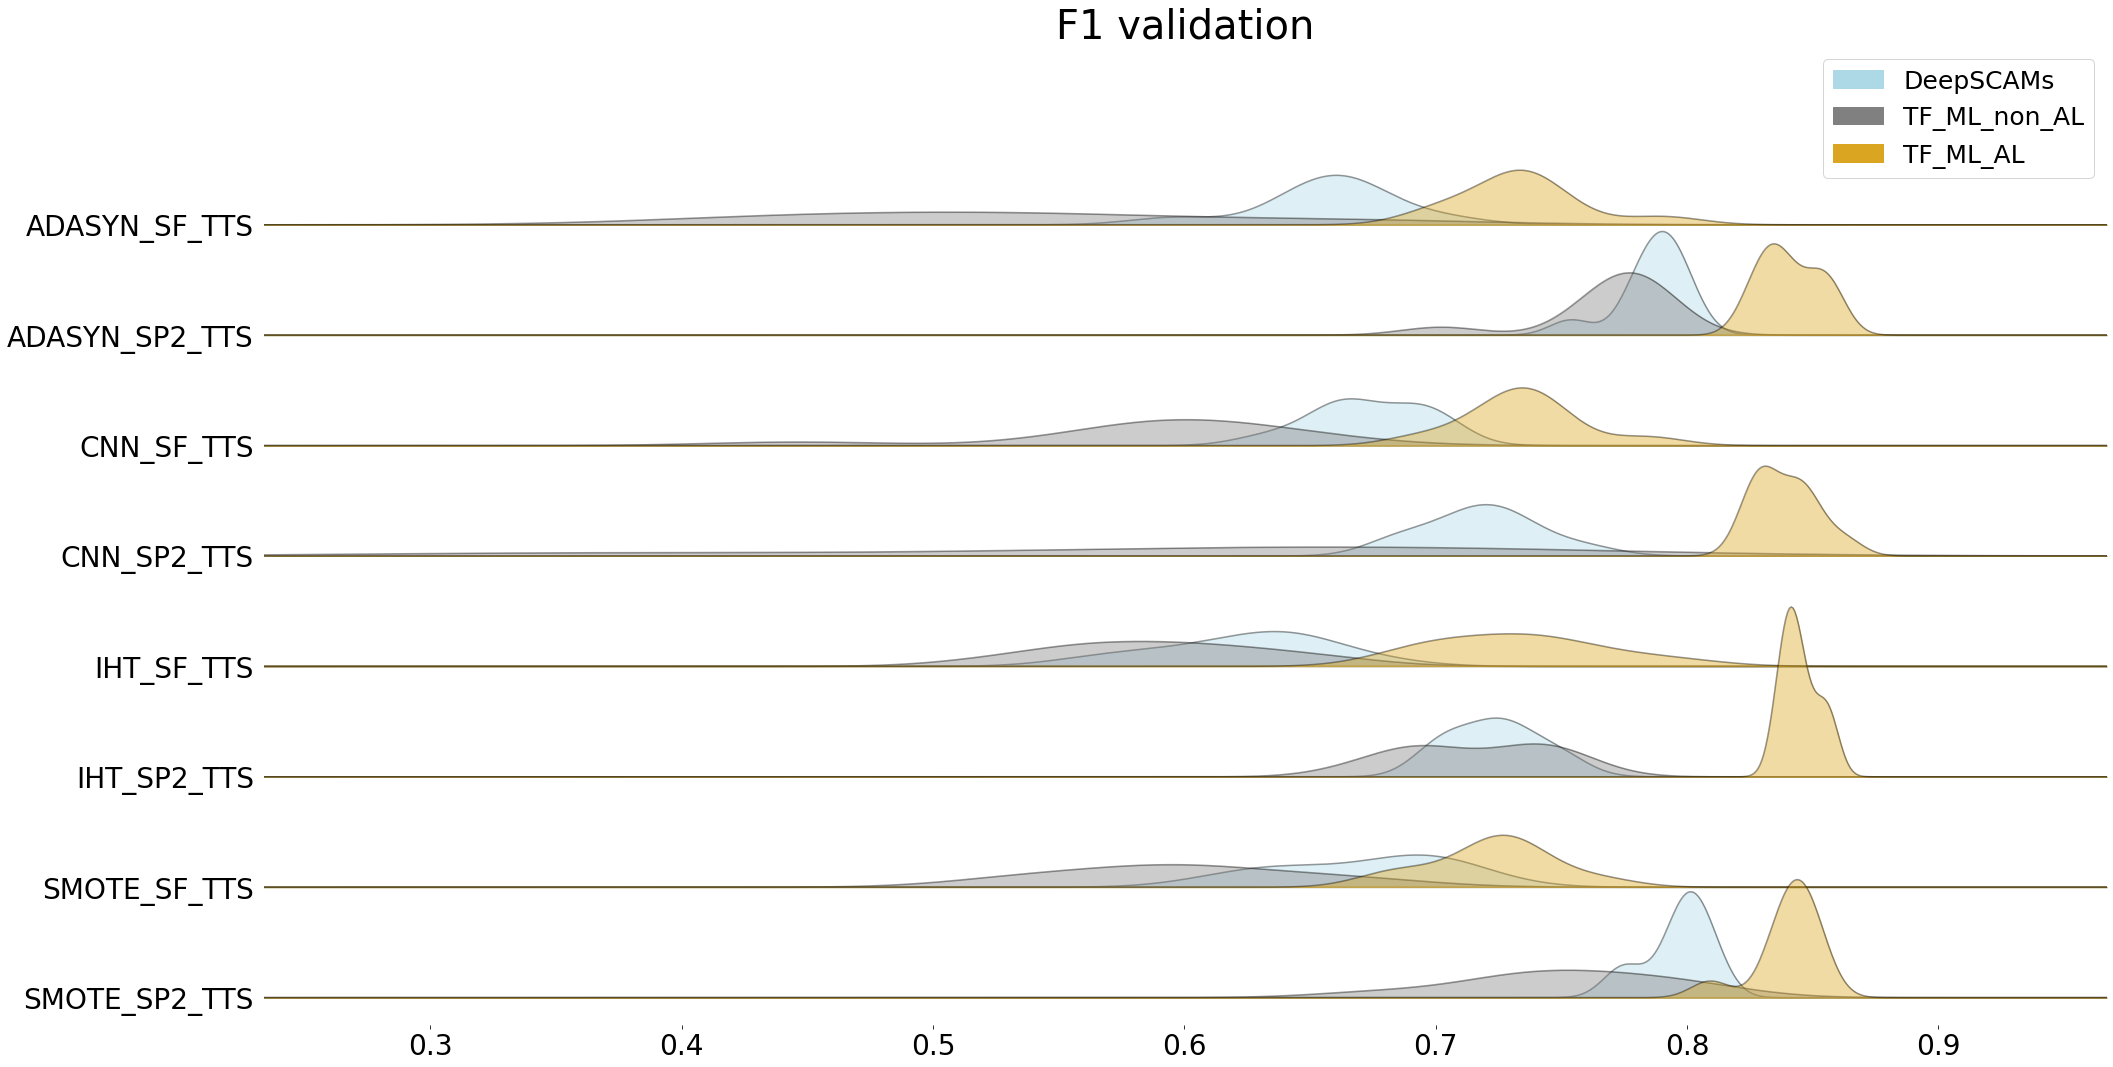 F1 validation
DeepSCAMs
TF_ML_non_AL
TF_ML_AL
ADASYN_SF_TTS
ADASYN_SP2_TTS
CNN_SF_TTS
CNN_SP2_TTS
IHT_SF_TTS
IHT_SP2_TTS
SMOTE_SF_TTS
SMOTE_SP2_TTS
0.3 0.4 0.5 0.6 0.7 0.8 0.9